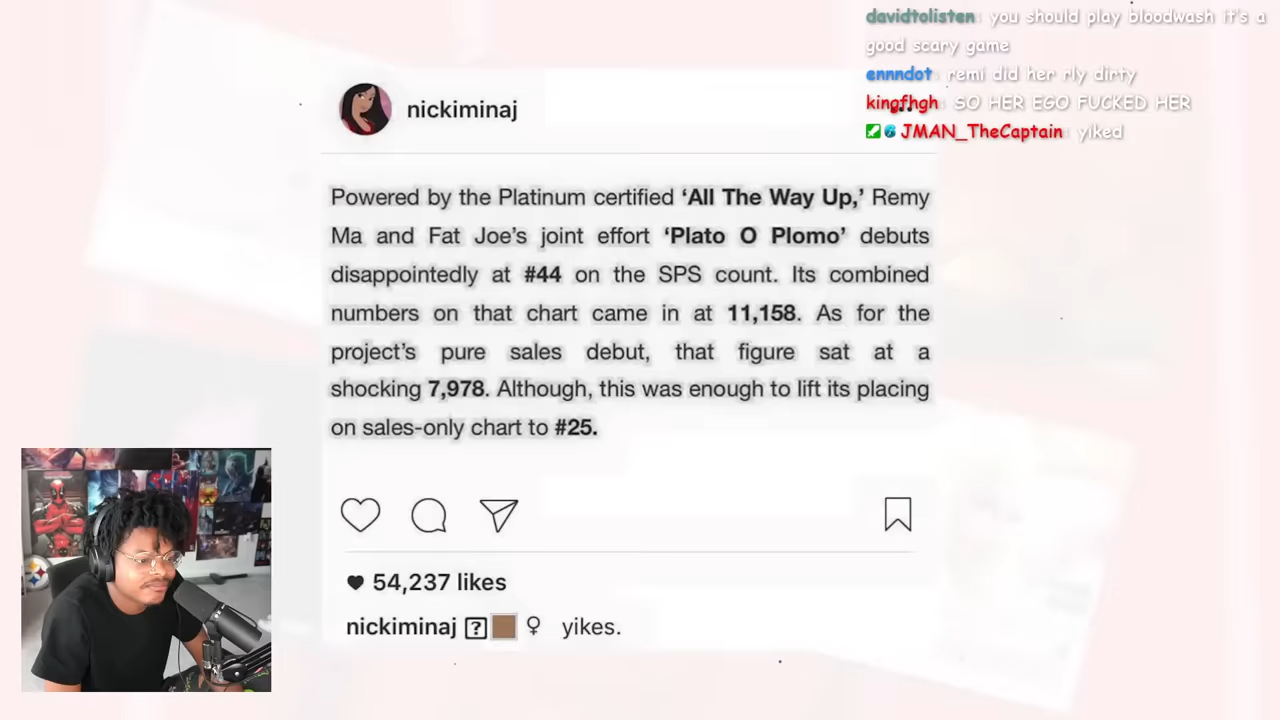 nickiminaj
Powered by the Platinum certified ‘All The Way Up,’ Remy
Ma and Fat Joe’s joint effort ‘Plato O Plomo’ debuts
disappointedly at #44 on the SPS count. Its combined
numbers on that chart came in at 11,158. As for the
project’s pure sales debut, that figure sat at a
shocking 7,978. Although, this was enough to lift its placing
on sales-only chart to #25.
54,237 likes
nickiminaj ♀ yikes.
davidtolisten: you should play bloodwash it's a
good scary game
ennndot: remi did her rly dirty
kingfhgh: SO HER EGO FUCKED HER
JMAN_TheCaptain: yiked